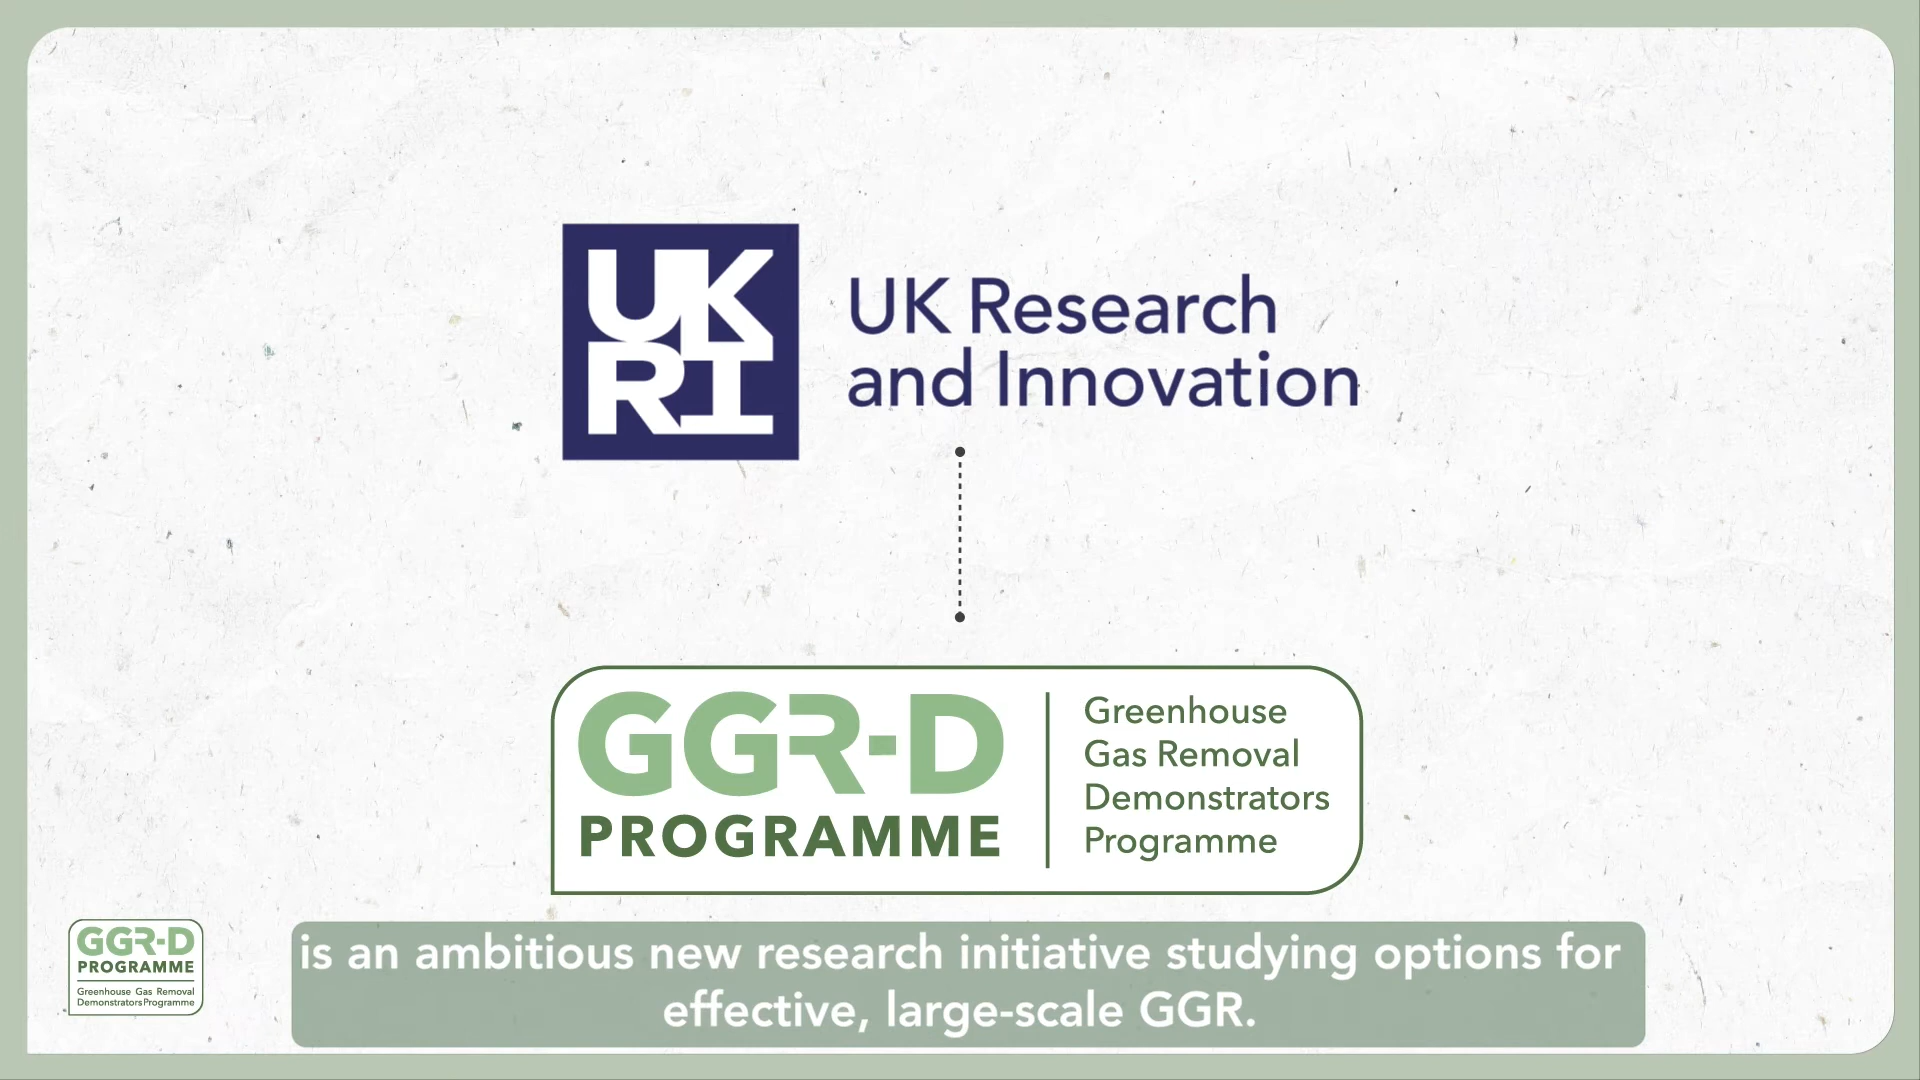 UK
RI
UK Research
and Innovation
GGR-D
PROGRAMME
Greenhouse
Gas Removal
Demonstrators
Programme
GGR-D
PROGRAMME
Greenhouse Gas Removal
Demonstrators Programme
is an ambitious new research initiative studying options for
effective, large-scale GGR.